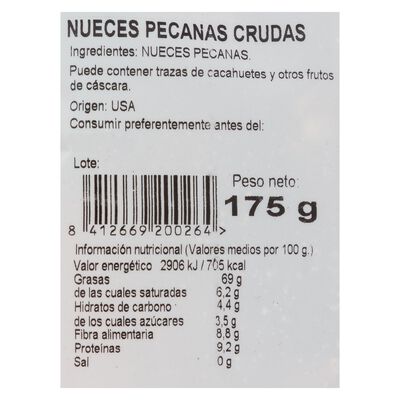 NUECES PECANAS CRUDAS
Ingredientes: NUECES PECANAS.
Puede contener trazas de cacahuetes y otros frutos
de cáscara.
Origen: USA
Consumir preferentemente antes del:
Lote:
Peso neto:
175 g
8 412669 200264 >
Información nutricional (Valores medios por 100 g.)
Valor energético 2906 kJ / 705 kcal
Grasas 69 g
de las cuales saturadas 6,2 g
Hidratos de carbono 4,4 g
de los cuales azúcares 3,5 g
Fibra alimentaria 8,8 g
Proteínas 9,2 g
Sal 0 g